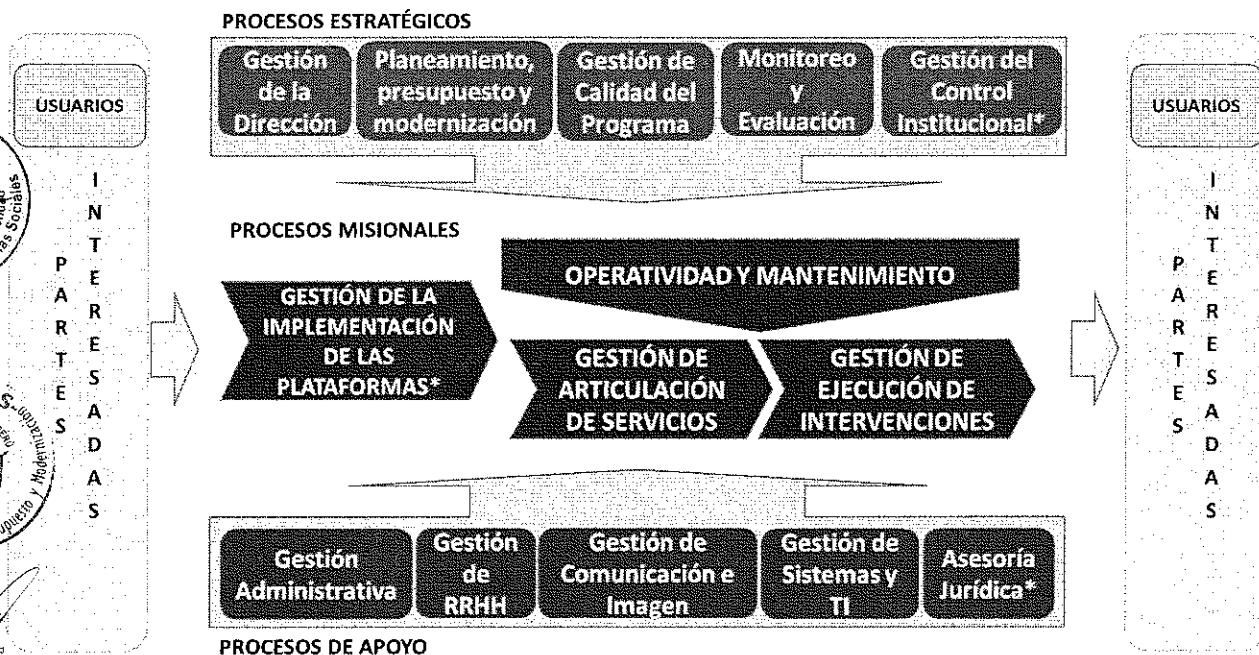 PROCESOS ESTRATÉGICOS
USUARIOS
PARTES
INTERESADAS
Gestión
de la
Dirección
Planeamiento,
presupuesto y
modernización
Gestión de
Calidad del
Programa
Monitoreo
y
Evaluación
Gestión del
Control
Institucional*
PROCESOS MISIONALES
GESTIÓN DE LA
IMPLEMENTACIÓN
DE LAS
PLATAFORMAS*
OPERATIVIDAD Y MANTENIMIENTO
GESTIÓN DE
ARTICULACIÓN
DE SERVICIOS
GESTIÓN DE
EJECUCIÓN DE
INTERVENCIONES
Gestión
Administrativa
Gestión
de
RRHH
Gestión de
Comunicación e
Imagen
Gestión de
Sistemas y
TI
Asesoría
Jurídica*
PROCESOS DE APOYO
USUARIOS
PARTES
INTERESADAS
Sociales
y Modernización